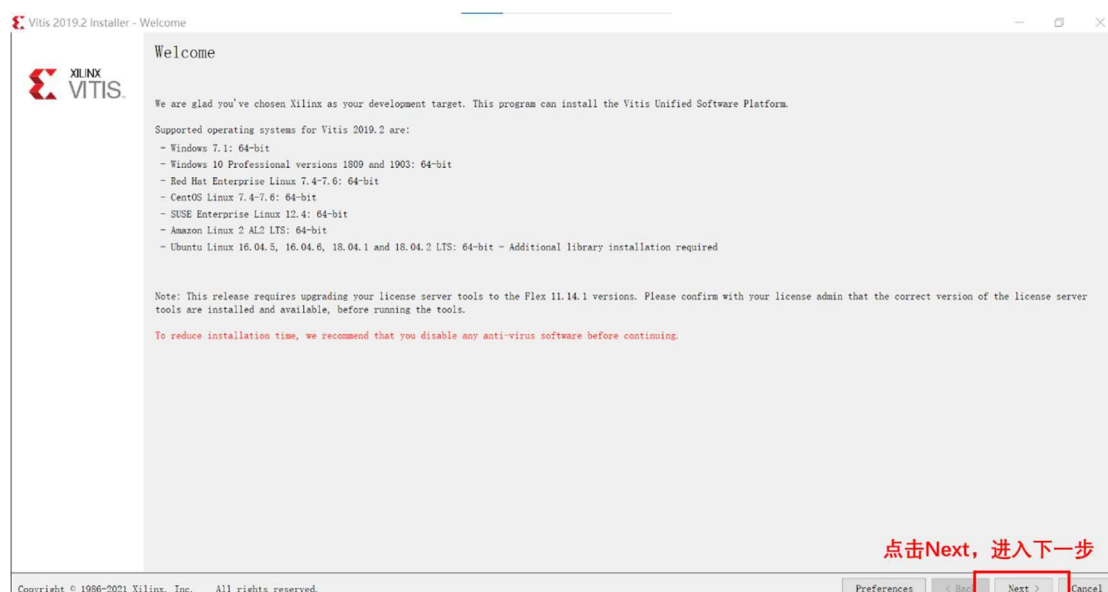 Vitis 2019.2 Installer - Welcome
Welcome
XILINX
VITIS.
We are glad you've chosen Xilinx as your development target. This program can install the Vitis Unified Software Platform.
Supported operating systems for Vitis 2019.2 are:
- Windows 7.1: 64-bit
- Windows 10 Professional versions 1809 and 1903: 64-bit
- Red Hat Enterprise Linux 7.4-7.6: 64-bit
- CentOS Linux 7.4-7.6: 64-bit
- SUSE Enterprise Linux 12.4: 64-bit
- Amazon Linux 2 AL2 LTS: 64-bit
- Ubuntu Linux 16.04.5, 16.04.6, 18.04.1 and 18.04.2 LTS: 64-bit - Additional library installation required
Note: This release requires upgrading your license server tools to the Flex 11.14.1 versions. Please confirm with your license admin that the correct version of the license server
tools are installed and available, before running the tools.
To reduce installation time, we recommend that you disable any anti-virus software before continuing.
点击Next，进入下一步
Copyright © 1986-2021 Xilinx, Inc. All rights reserved.
Preferences
< Back
Next >
Cancel